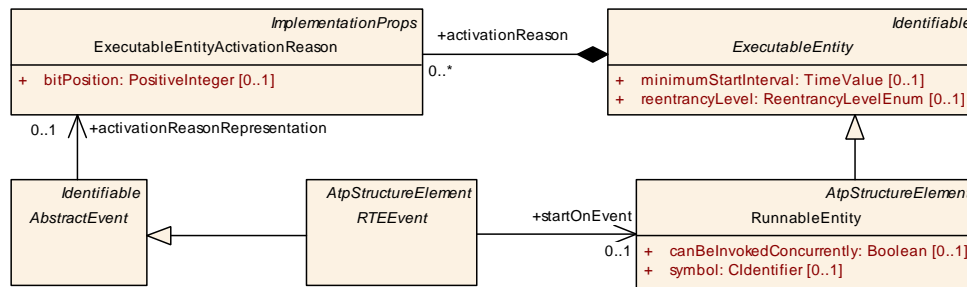 ImplementationProps
ExecutableEntityActivationReason
+ bitPosition: PositiveInteger [0..1]
+activationReason
0..*
Identifiable
ExecutableEntity
+ minimumStartInterval: TimeValue [0..1]
+ reentrancyLevel: ReentrancyLevelEnum [0..1]
0..1
+activationReasonRepresentation
Identifiable
AbstractEvent
AtpStructureElement
RTEEvent
+startOnEvent
0..1
AtpStructureElement
RunnableEntity
+ canBeInvokedConcurrently: Boolean [0..1]
+ symbol: CIdentifier [0..1]